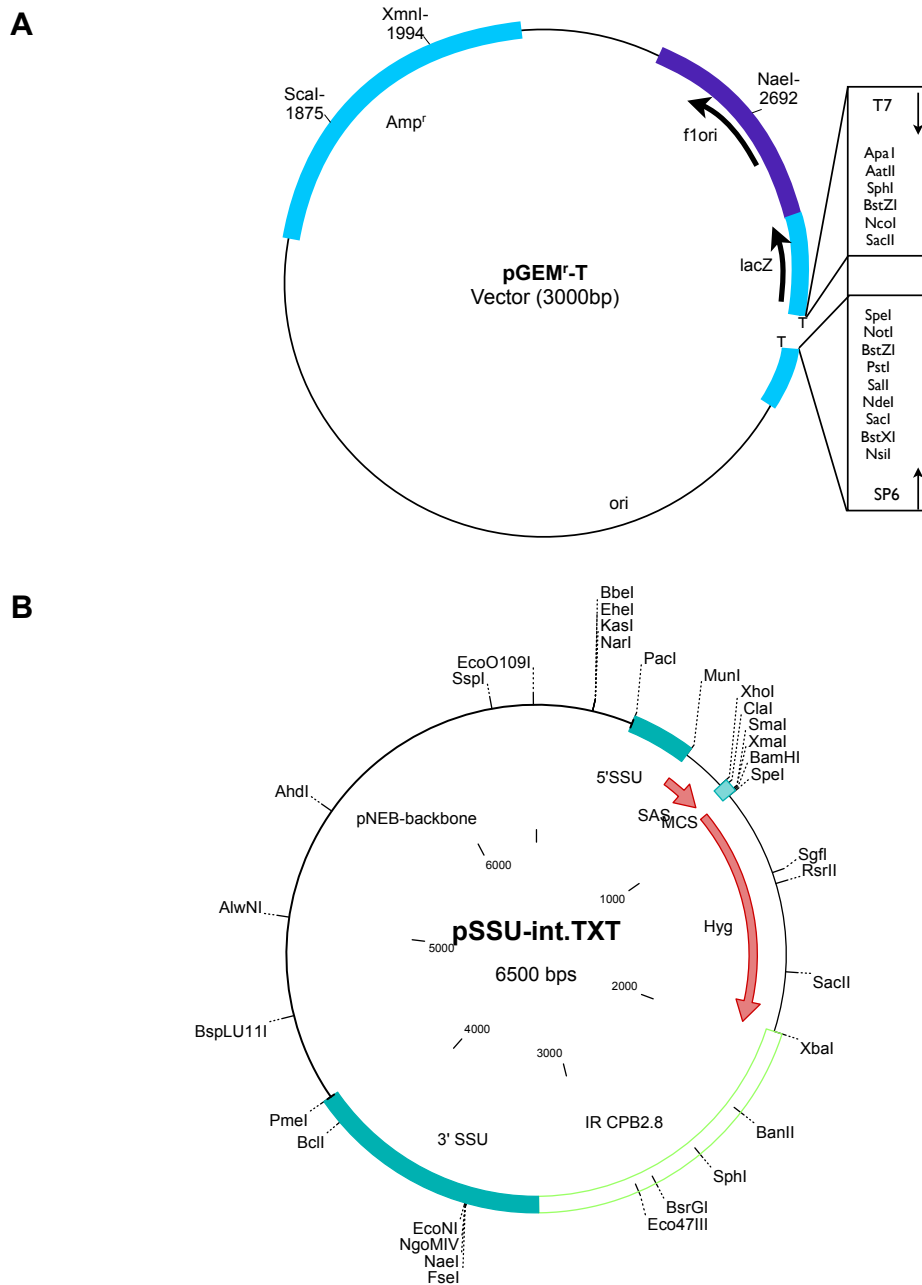 A
XmnI-
1994
ScaI-
1875
Ampʳ
NaeI-
2692
f1ori
lacZ
pGEMʳ-T
Vector (3000bp)
T
T
ori
T7
ApaI
AatII
SphI
BstZI
NcoI
SacII
SpeI
NotI
BstZI
PstI
SalI
NdeI
SacI
BstXI
NsiI
SP6
B
BbeI
EheI
KasI
NarI
EcoO109I
SspI
PacI
MunI
XhoI
ClaI
SmaI
XmaI
BamHI
SpeI
AhdI
pNEB-backbone
5'SSU
SAS
MCS
6000
1000
SgfI
RsrII
AlwNI
5000
pSSU-int.TXT
6500 bps
Hyg
2000
SacII
BspLU11I
4000
3000
XbaI
PmeI
BclI
3' SSU
IR CPB2.8
BanII
SphI
BsrGI
Eco47III
EcoNI
NgoMIV
NaeI
FseI